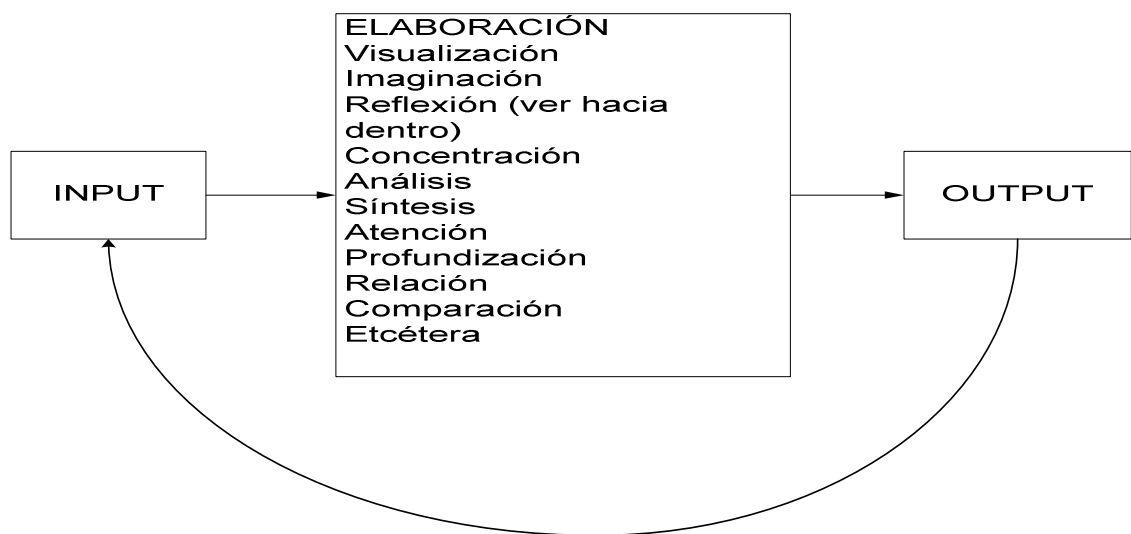 INPUT
ELABORACIÓN
Visualización
Imaginación
Reflexión (ver hacia
dentro)
Concentración
Análisis
Síntesis
Atención
Profundización
Relación
Comparación
Etcétera
OUTPUT